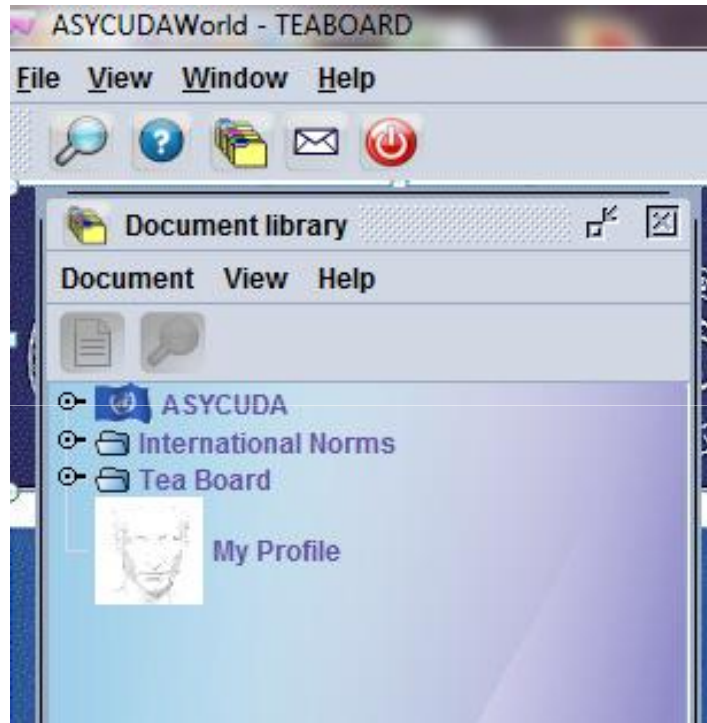 ASYCUDAWorld - TEABOARD
File View Window Help
?
Document library
Document View Help
ASYCUDA
International Norms
Tea Board
My Profile